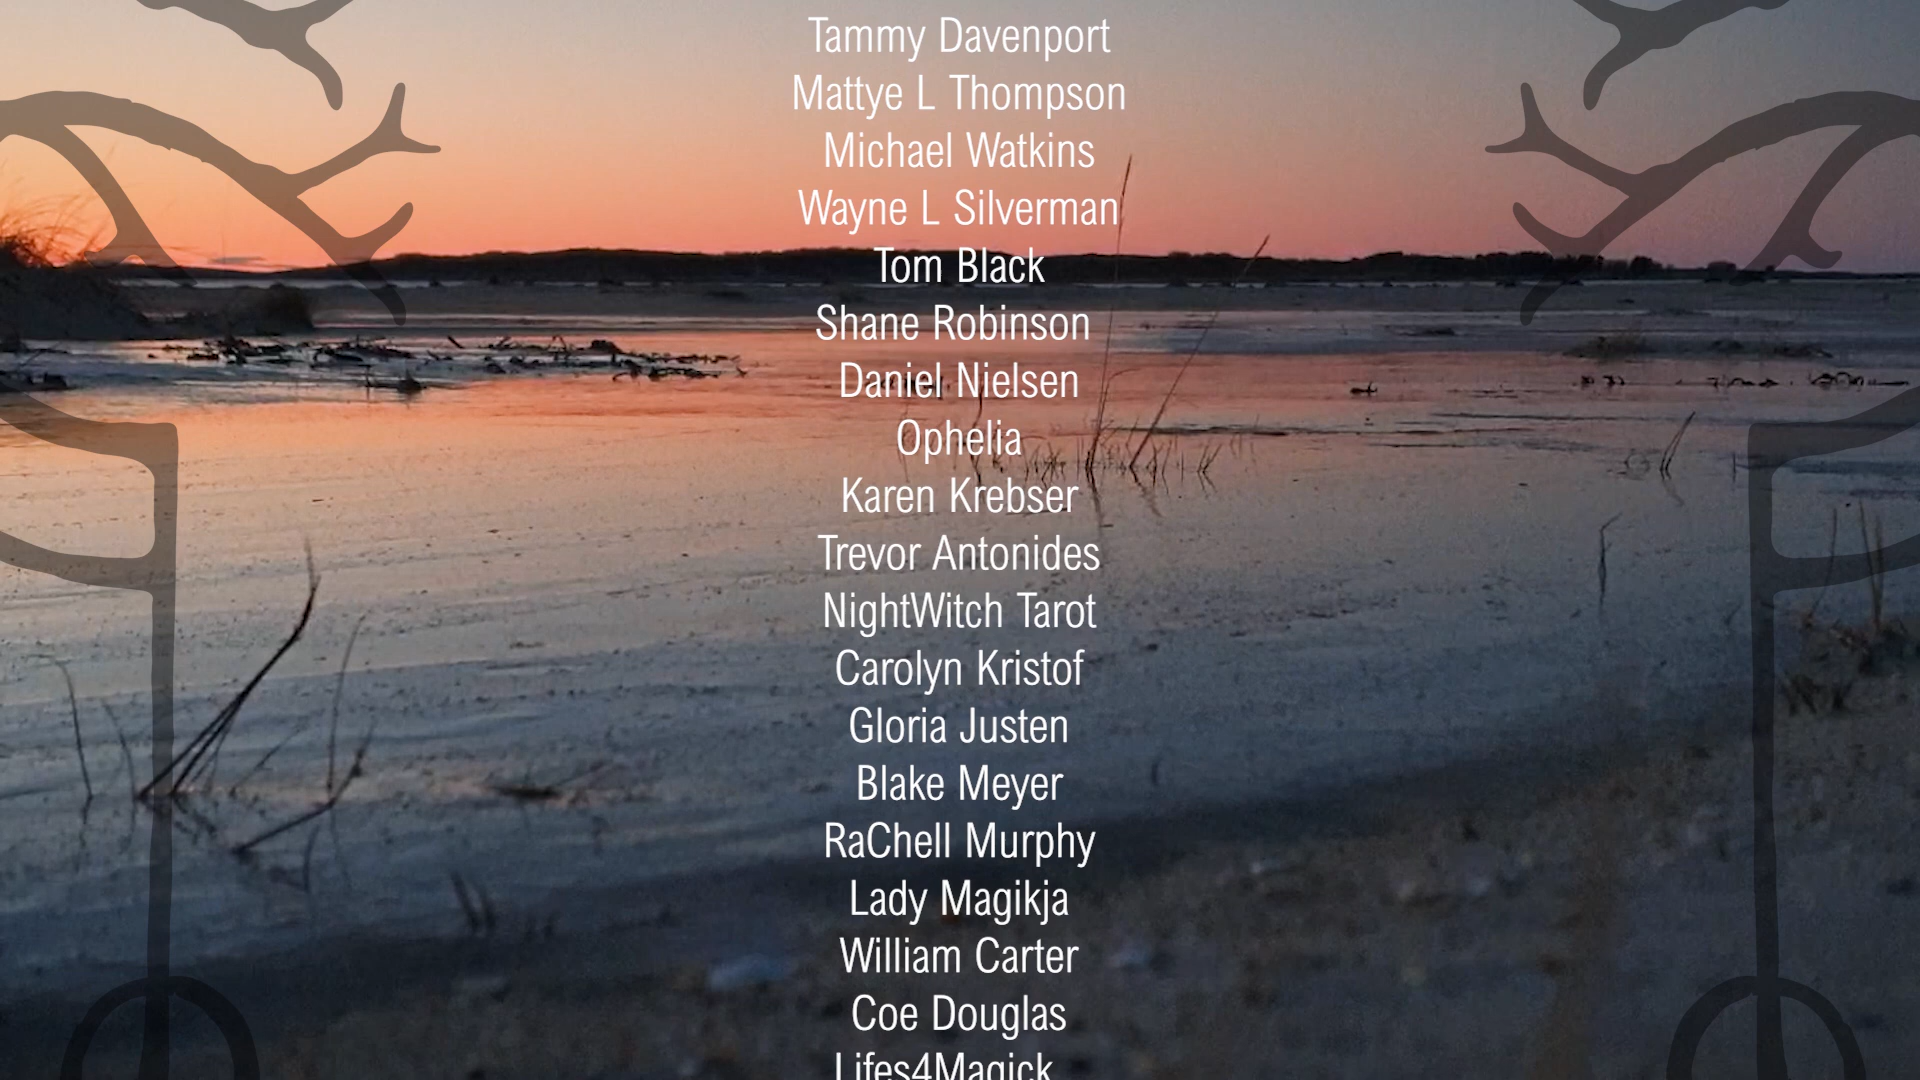 Tammy Davenport
Mattye L Thompson
Michael Watkins
Wayne L Silverman
Tom Black
Shane Robinson
Daniel Nielsen
Ophelia
Karen Krebser
Trevor Antonides
NightWitch Tarot
Carolyn Kristof
Gloria Justen
Blake Meyer
RaChell Murphy
Lady Magikja
William Carter
Coe Douglas
Lifes4Magick